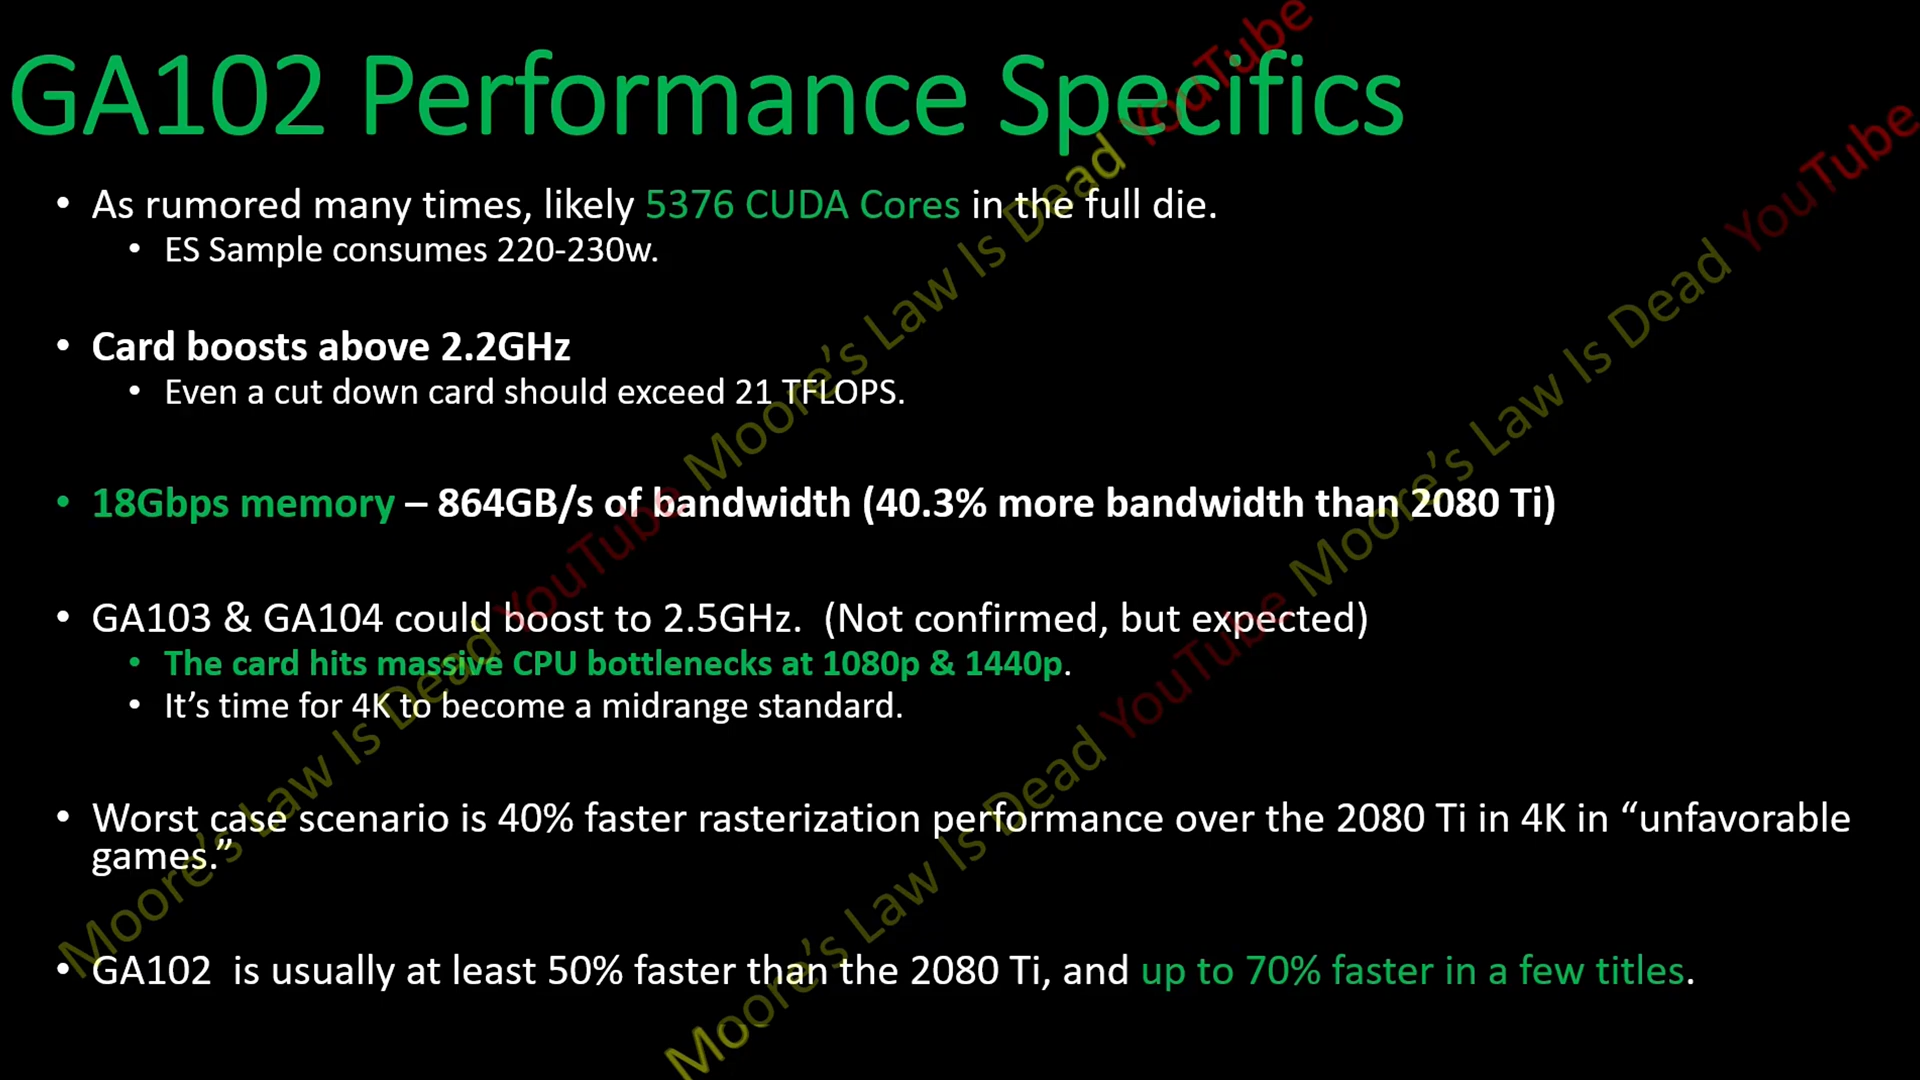 GA102 Performance Specifics
• As rumored many times, likely 5376 CUDA Cores in the full die.
• ES Sample consumes 220-230w.
• Card boosts above 2.2GHz
• Even a cut down card should exceed 21 TFLOPS.
• 18Gbps memory – 864GB/s of bandwidth (40.3% more bandwidth than 2080 Ti)
• GA103 & GA104 could boost to 2.5GHz.  (Not confirmed, but expected)
• The card hits massive CPU bottlenecks at 1080p & 1440p.
• It’s time for 4K to become a midrange standard.
• Worst case scenario is 40% faster rasterization performance over the 2080 Ti in 4K in “unfavorable
games.”
• GA102  is usually at least 50% faster than the 2080 Ti, and up to 70% faster in a few titles.
Moore’s Law Is Dead YouTube Moore’s Law Is Dead YouTube
Moore’s Law Is Dead YouTube Moore’s Law Is Dead YouTube